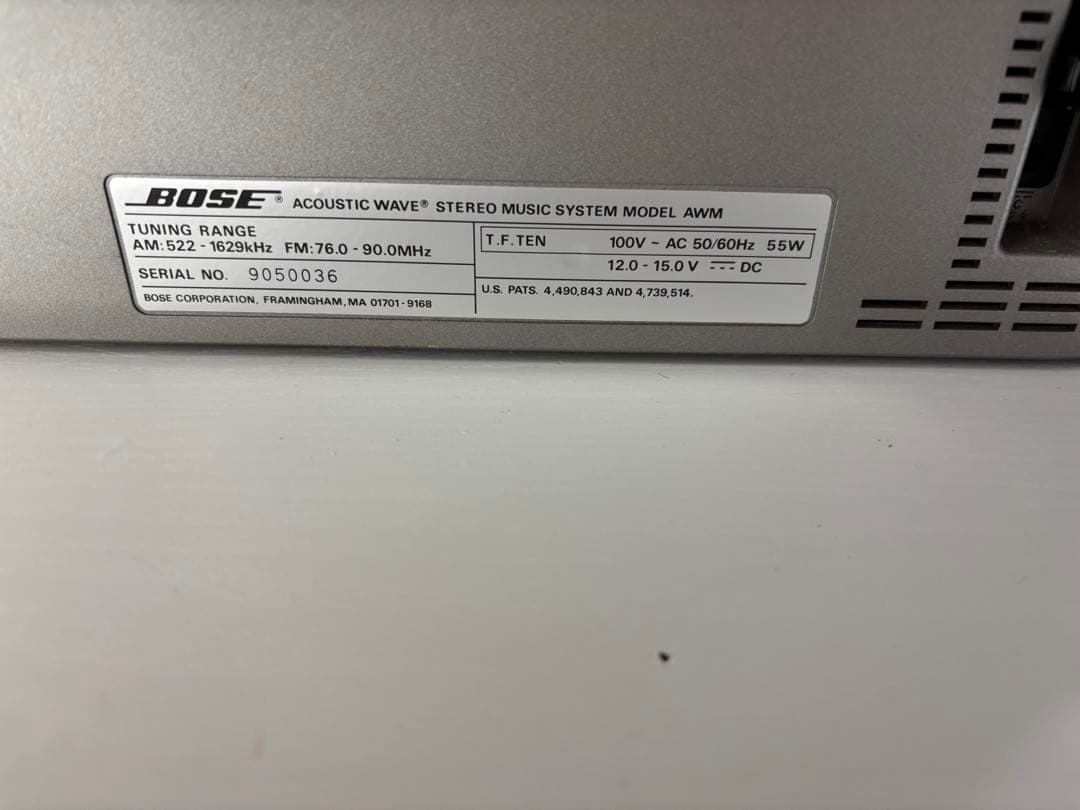 BOSE® ACOUSTIC WAVE® STEREO MUSIC SYSTEM MODEL AWM
TUNING RANGE
AM:522 - 1629kHz FM:76.0 - 90.0MHz
SERIAL NO. 9050036
BOSE CORPORATION, FRAMINGHAM, MA 01701-9168
T.F.TEN 100V ~ AC 50/60Hz 55W
12.0 - 15.0 V ⎓ DC
U.S. PATS. 4,490,843 AND 4,739,514.